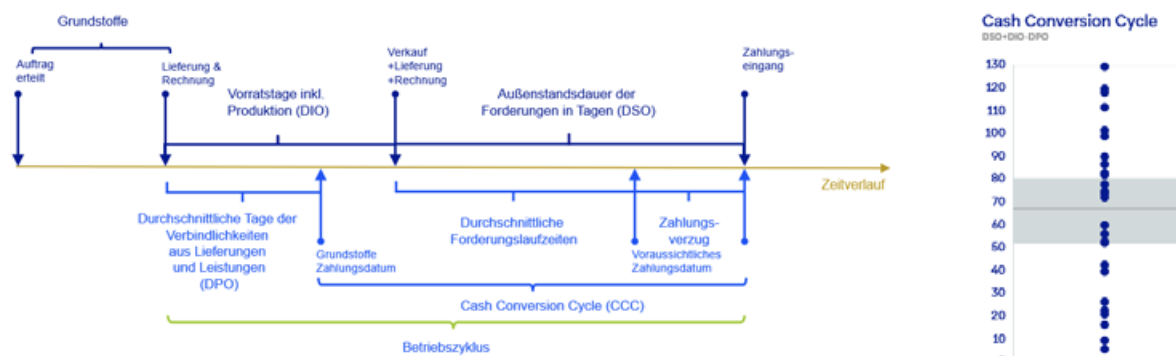 Grundstoffe
Auftrag
erteilt
Lieferung &
Rechnung
Vorratstage inkl.
Produktion (DIO)
Verkauf
+Lieferung
+Rechnung
Außenstandsdauer der
Forderungen in Tagen (DSO)
Zahlungs-
eingang
Zeitverlauf
Durchschnittliche Tage der
Verbindlichkeiten
aus Lieferungen
und Leistungen
(DPO)
Grundstoffe
Zahlungsdatum
Durchschnittliche
Forderungslaufzeiten
Zahlungs-
verzug
Voraussichtliches
Zahlungsdatum
Cash Conversion Cycle (CCC)
Betriebszyklus
Cash Conversion Cycle
DSO+DIO-DPO
130
120
110
100
90
80
70
60
50
40
30
20
10